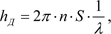 h_Д = 2π · n · S · 1/λ,